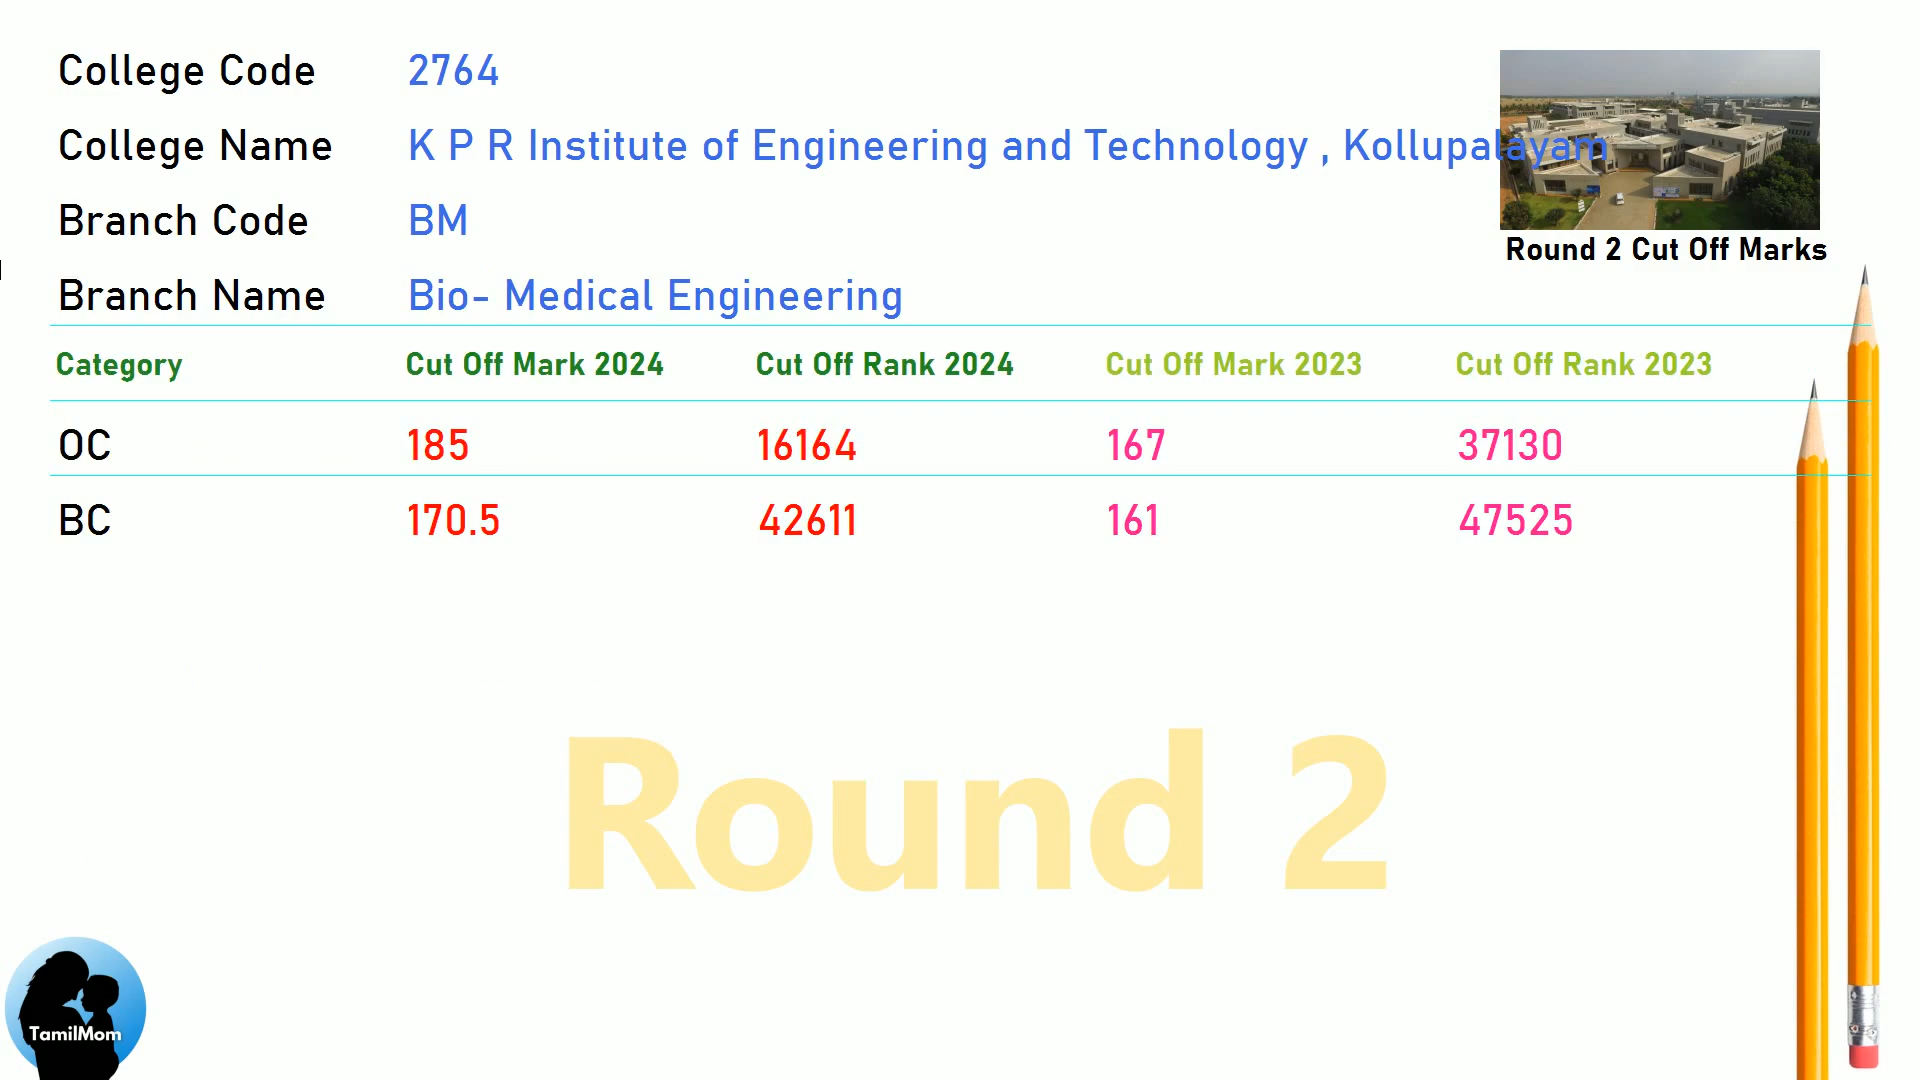 College Code 2764
College Name K P R Institute of Engineering and Technology , Kollupalayam
Branch Code BM
Round 2 Cut Off Marks
Branch Name Bio- Medical Engineering
Category Cut Off Mark 2024 Cut Off Rank 2024 Cut Off Mark 2023 Cut Off Rank 2023
OC 185 16164 167 37130
BC 170.5 42611 161 47525
Round 2
TamilMom